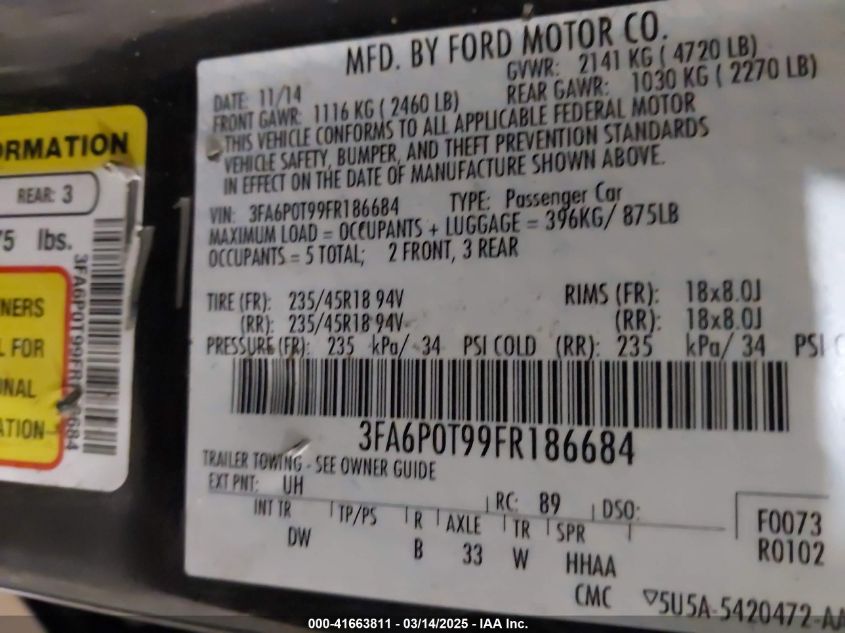 MFD. BY FORD MOTOR CO.
DATE: 11/14
GVWR: 2141 KG ( 4720 LB)
FRONT GAWR: 1116 KG ( 2460 LB)
REAR GAWR: 1030 KG ( 2270 LB)
THIS VEHICLE CONFORMS TO ALL APPLICABLE FEDERAL MOTOR
VEHICLE SAFETY, BUMPER, AND THEFT PREVENTION STANDARDS
IN EFFECT ON THE DATE OF MANUFACTURE SHOWN ABOVE.
VIN: 3FA6P0T99FR186684 TYPE: Passenger Car
MAXIMUM LOAD = OCCUPANTS + LUGGAGE = 396KG/ 875LB
OCCUPANTS = 5 TOTAL; 2 FRONT, 3 REAR
TIRE (FR): 235/45R18 94V RIMS (FR): 18x8.0J
(RR): 235/45R18 94V (RR): 18x8.0J
PRESSURE (FR): 235 kPa/ 34 PSI COLD (RR): 235 kPa/ 34 PSI C
3FA6P0T99FR186684
TRAILER TOWING - SEE OWNER GUIDE
EXT PNT: UH RC: 89 DSO:
INT TR TP/PS R AXLE TR SPR
DW B 33 W HHAA
CMC
F0073
R0102
5U5A-5420472-AA
ORMATION
REAR: 3
75 lbs.
NERS
L FOR
ONAL
ATION
000-41663811 - 03/14/2025 - IAA Inc.